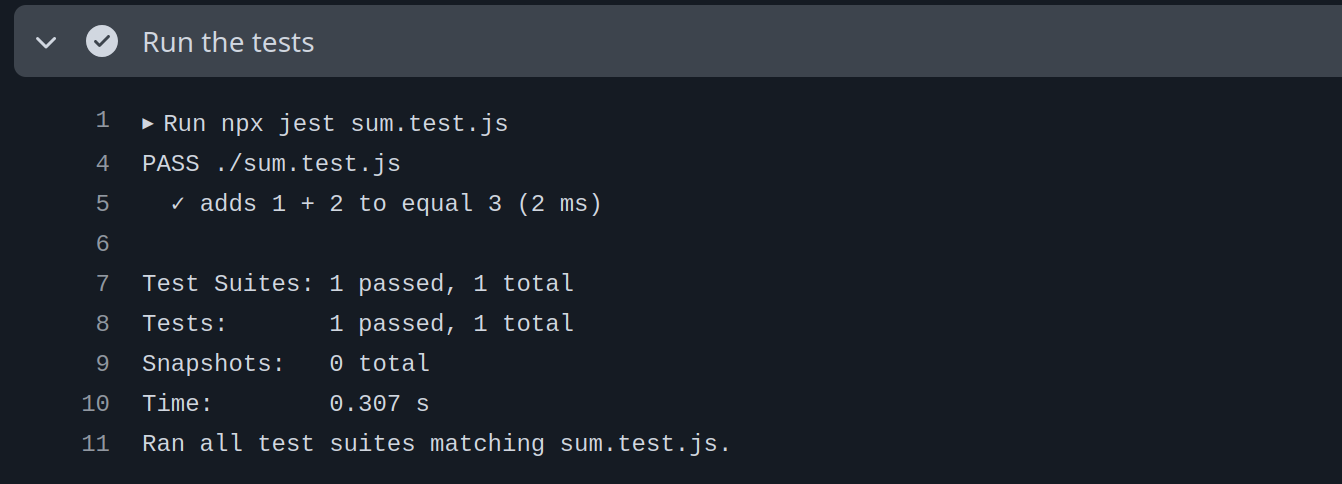 Run the tests
1 ▶ Run npx jest sum.test.js
4 PASS ./sum.test.js
5   ✓ adds 1 + 2 to equal 3 (2 ms)
6
7 Test Suites: 1 passed, 1 total
8 Tests:       1 passed, 1 total
9 Snapshots:   0 total
10 Time:        0.307 s
11 Ran all test suites matching sum.test.js.